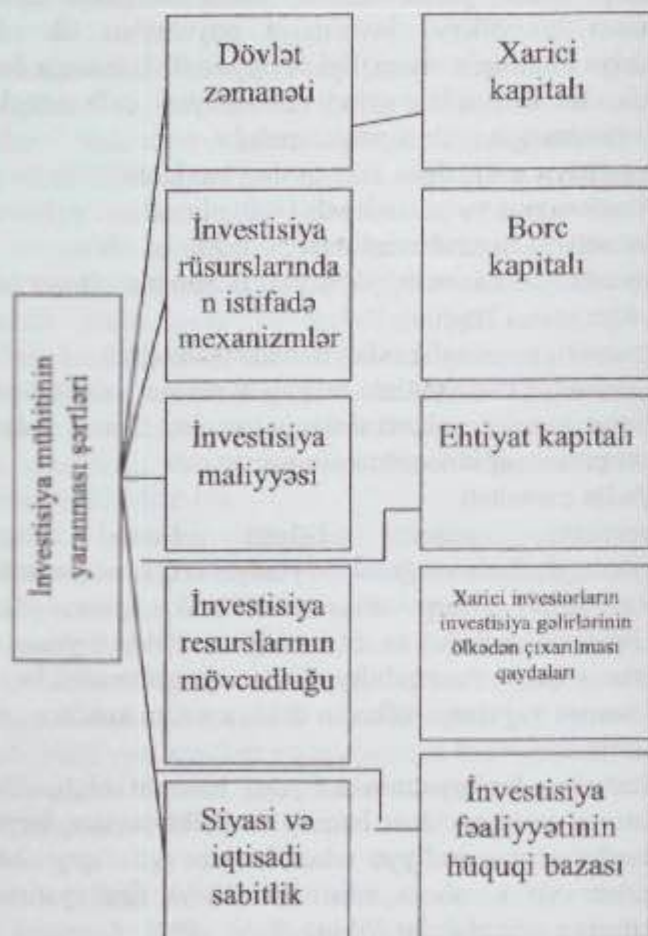 İnvestisiya mühitinin
yaranması şərtləri
Dövlət
zəmanəti
İnvestisiya
rüsurslarında
n istifadə
mexanizmlər
İnvestisiya
maliyyəsi
İnvestisiya
resurslarının
mövcudluğu
Siyasi və
iqtisadi
sabitlik
Xarici
kapitalı
Borc
kapitalı
Ehtiyat kapitalı
Xarici investorların
investisiya gəlirlərinin
ölkədən çıxarılması
qaydaları
İnvestisiya
fəaliyyətinin
hüquqi bazası